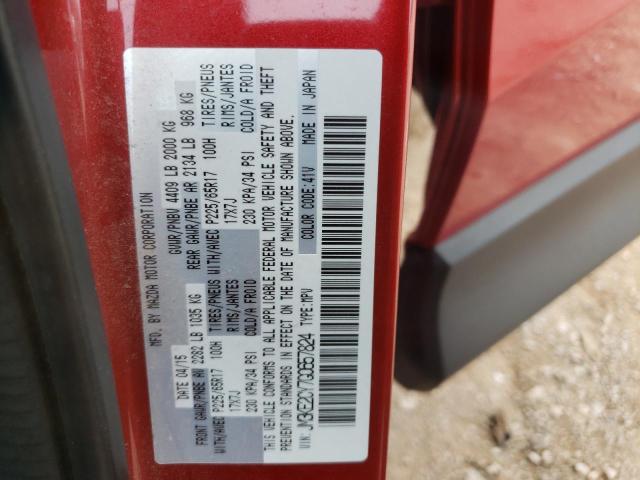 MFD. BY MAZDA MOTOR CORPORATION
DATE 04/15 GVWR/PNBV 4409 LB 2000 KG
FRONT GAWR/PNBE AV 2282 LB 1035 KG REAR GAWR/PNBE AR 2134 LB 968 KG
WITH/AVEC P225/65R17 100H TIRES/PNEUS WITH/AVEC P225/65R17 100H TIRES/PNEUS
17X7J RIMS/JANTES 17X7J RIMS/JANTES
230 KPA/34 PSI COLD/A FROID 230 KPA/34 PSI COLD/A FROID
THIS VEHICLE CONFORMS TO ALL APPLICABLE FEDERAL MOTOR VEHICLE SAFETY AND THEFT
PREVENTION STANDARDS IN EFFECT ON THE DATE OF MANUFACTURE SHOWN ABOVE.
COLOR CODE:41V MADE IN JAPAN
VIN: TYPE:MPV